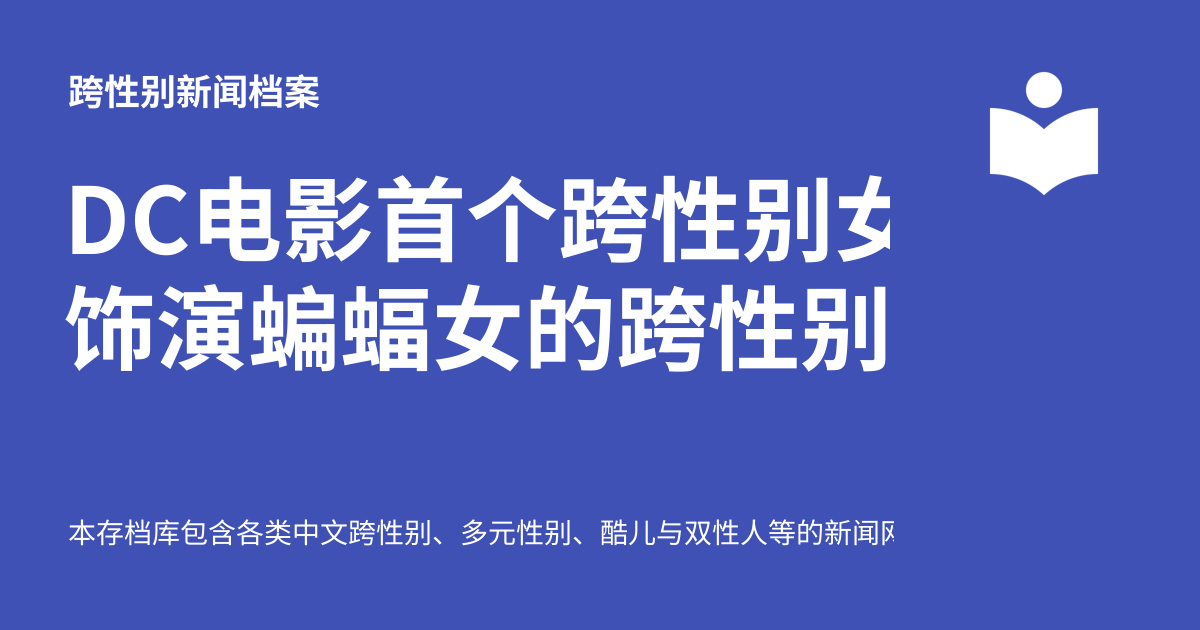 跨性别新闻档案
DC电影首个跨性别女
饰演蝙蝠女的跨性别
本存档库包含各类中文跨性别、多元性别、酷儿与双性人等的新闻网